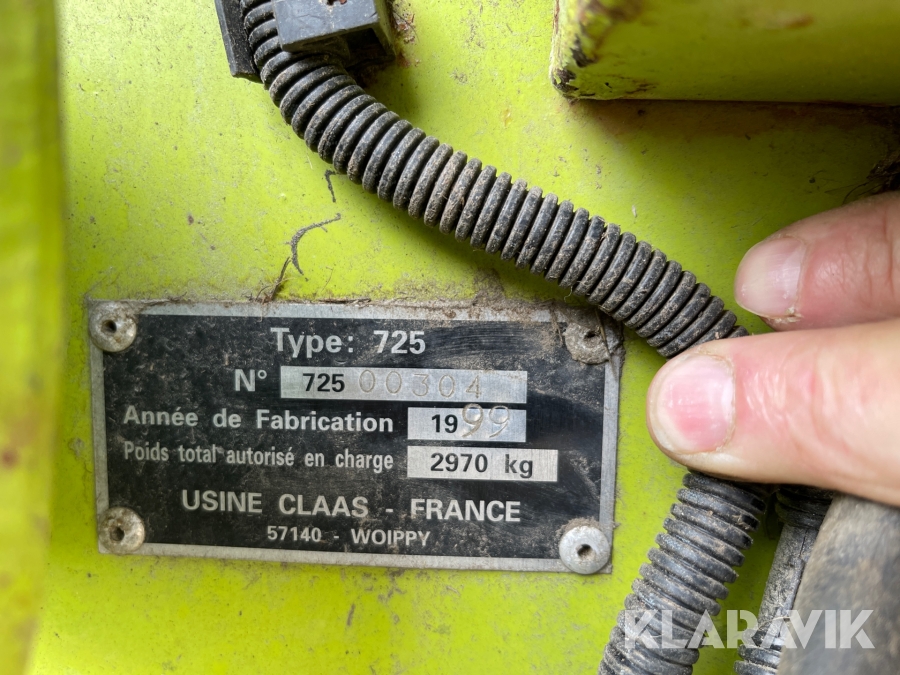 Type: 725
N° 725 00304
Année de Fabrication 1999
Poids total autorisé en charge 2970 kg
USINE CLAAS - FRANCE
57140 - WOIPPY
KLARAVIK